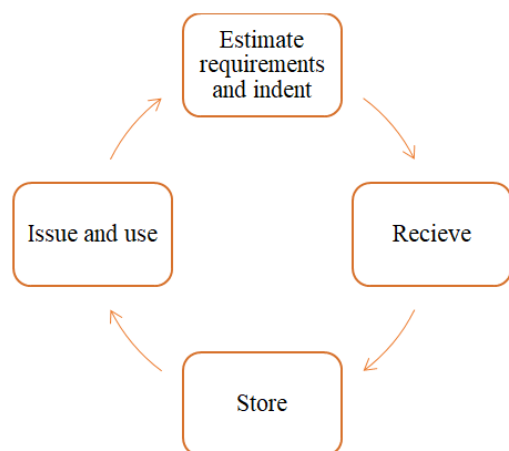 Estimate
requirements
and indent
Issue and use
Recieve
Store